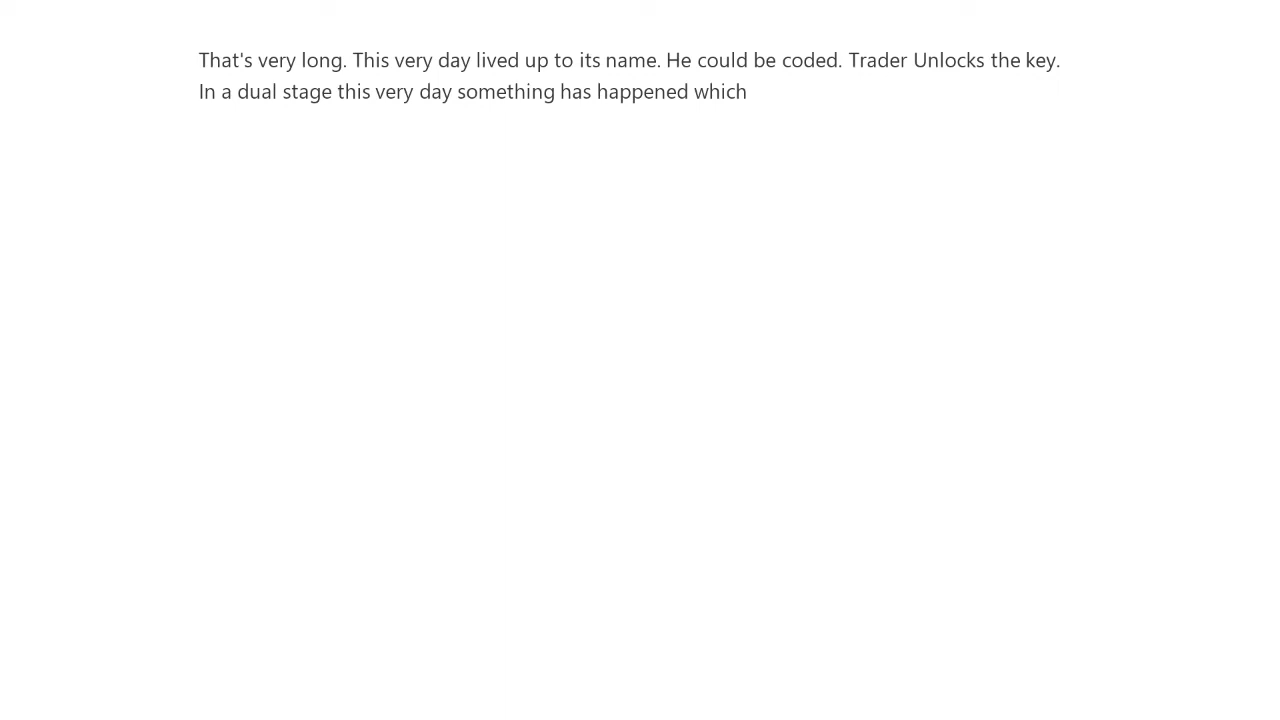 That's very long. This very day lived up to its name. He could be coded. Trader Unlocks the key.
In a dual stage this very day something has happened which